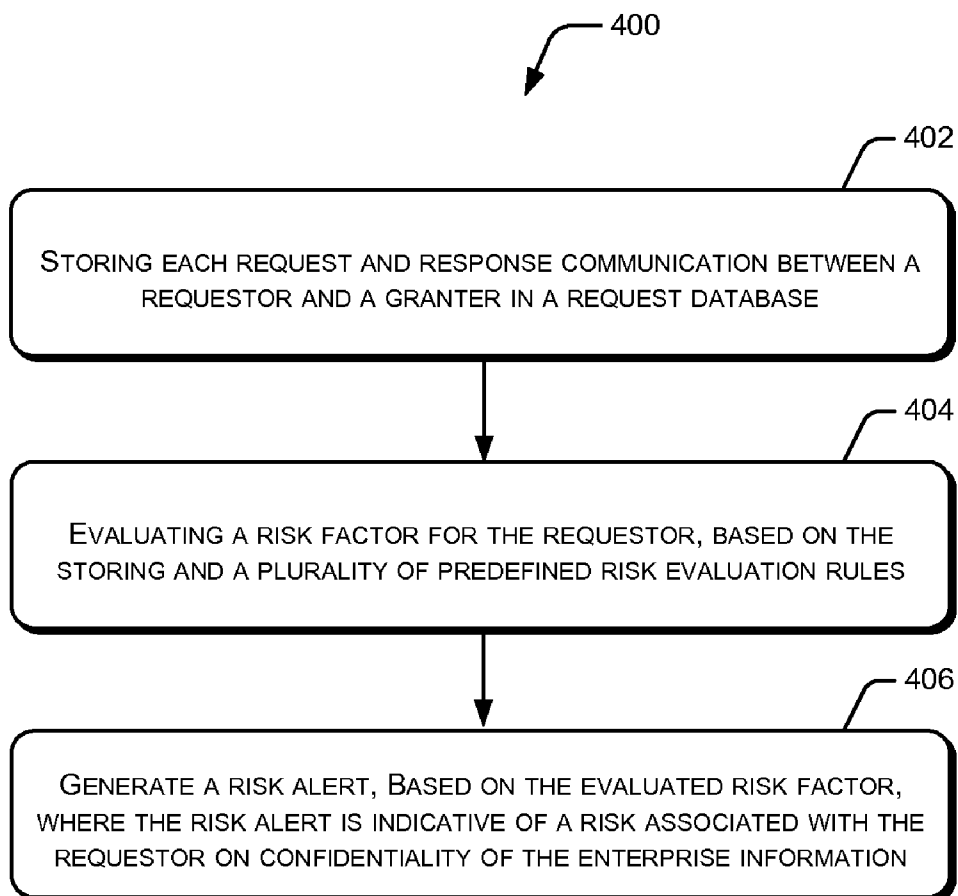 400
402
STORING EACH REQUEST AND RESPONSE COMMUNICATION BETWEEN A
REQUESTOR AND A GRANTER IN A REQUEST DATABASE
404
EVALUATING A RISK FACTOR FOR THE REQUESTOR, BASED ON THE
STORING AND A PLURALITY OF PREDEFINED RISK EVALUATION RULES
406
GENERATE A RISK ALERT, BASED ON THE EVALUATED RISK FACTOR,
WHERE THE RISK ALERT IS INDICATIVE OF A RISK ASSOCIATED WITH THE
REQUESTOR ON CONFIDENTIALITY OF THE ENTERPRISE INFORMATION